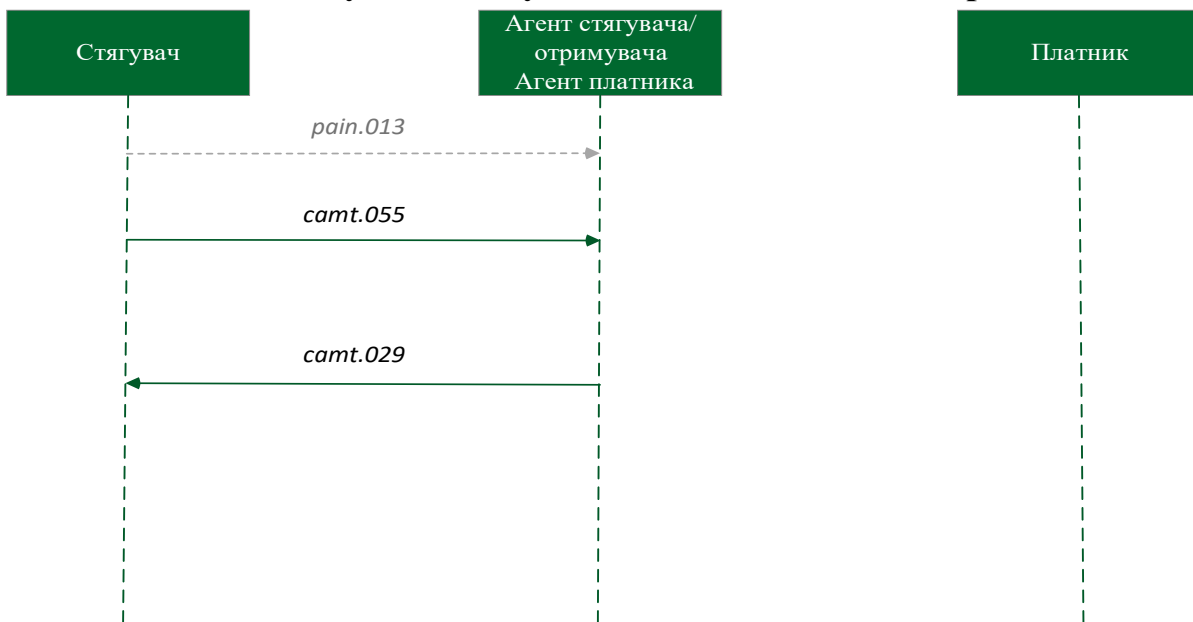 Стягувач
Агент стягувача/
отримувача
Агент платника
Платник
pain.013
camt.055
camt.029